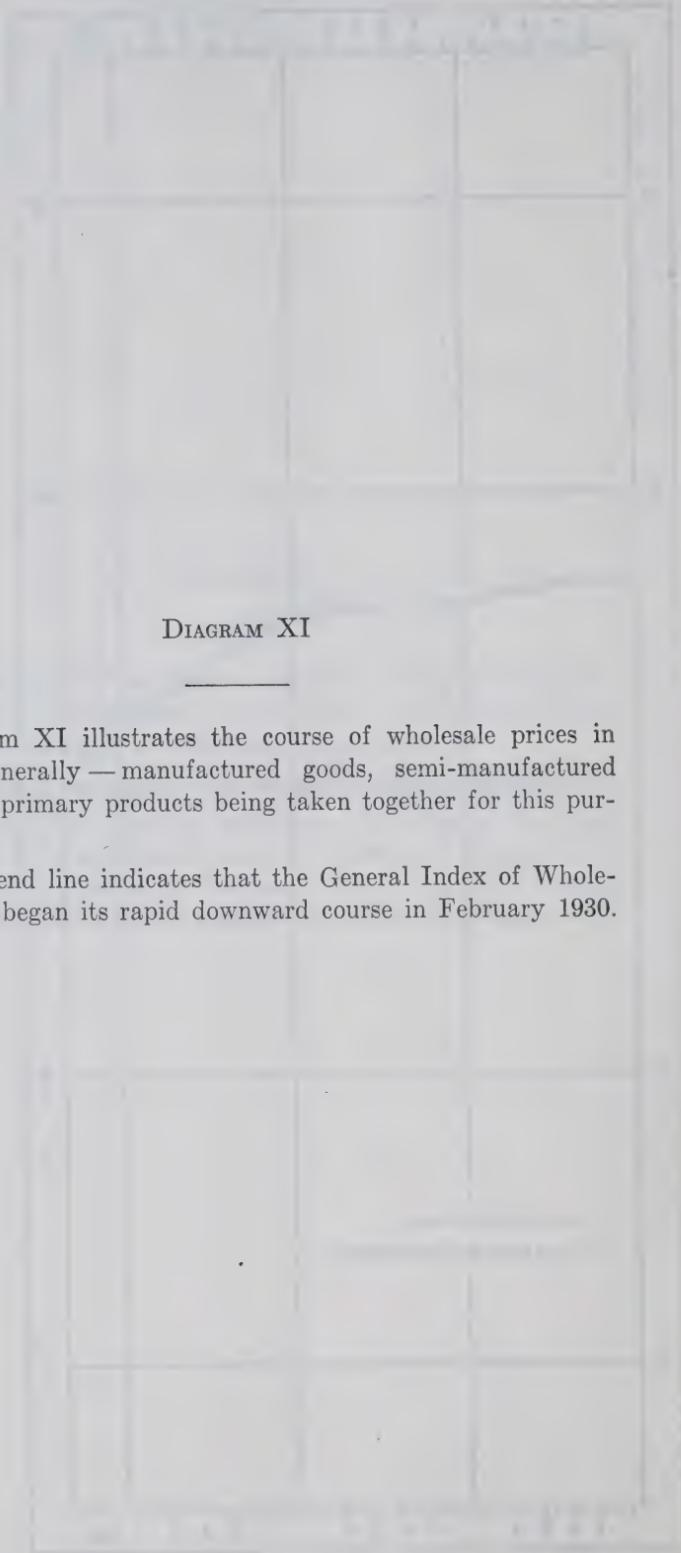 DIAGRAM XI
m XI illustrates the course of wholesale prices in
nerally — manufactured goods, semi-manufactured
primary products being taken together for this pur-
end line indicates that the General Index of Whole-
began its rapid downward course in February 1930.